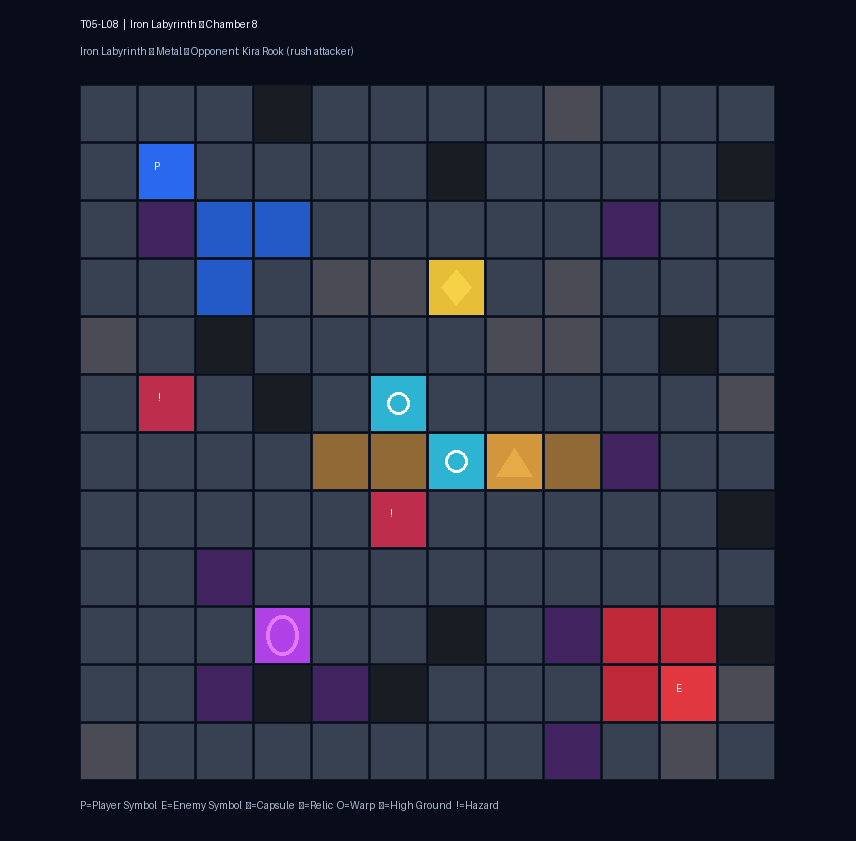 T05-L08 | Iron Labyrinth □ Chamber 8
Iron Labyrinth □ Metal □ Opponent: Kira Rook (rush attacker)
P
!
!
E
P=Player Symbol E=Enemy Symbol □=Capsule □=Relic O=Warp □=High Ground !=Hazard